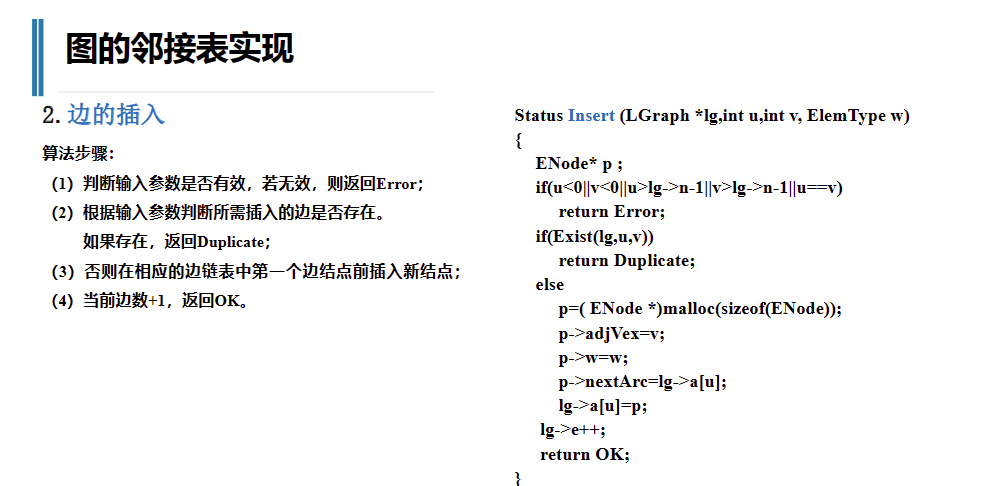 图的邻接表实现
2. 边的插入
算法步骤：
（1）判断输入参数是否有效，若无效，则返回Error；
（2）根据输入参数判断所需插入的边是否存在。
如果存在，返回Duplicate；
（3）否则在相应的边链表中第一个边结点前插入新结点；
（4）当前边数+1，返回OK。
Status Insert (LGraph *lg,int u,int v, ElemType w)
{
ENode* p ;
if(u<0||v<0||u>lg->n-1||v>lg->n-1||u==v)
return Error;
if(Exist(lg,u,v))
return Duplicate;
else
p=( ENode *)malloc(sizeof(ENode));
p->adjVex=v;
p->w=w;
p->nextArc=lg->a[u];
lg->a[u]=p;
lg->e++;
return OK;
}